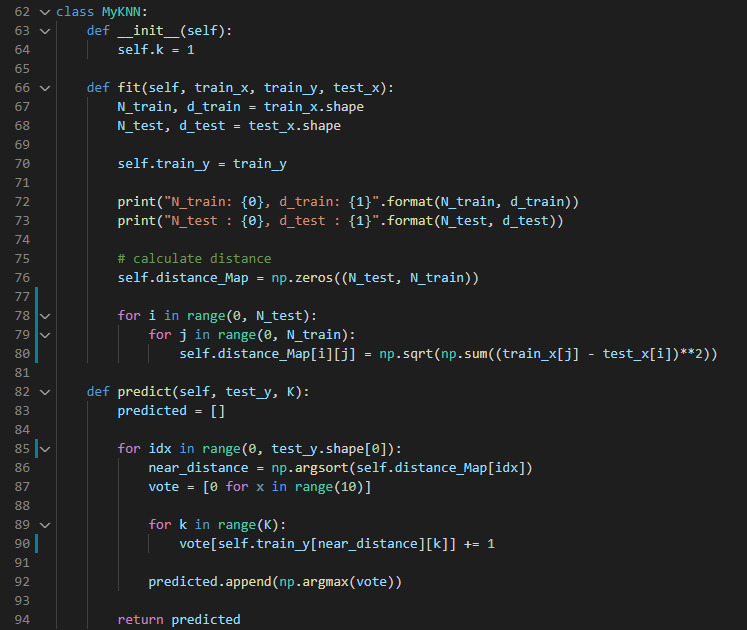 62 class MyKNN:
63     def __init__(self):
64         self.k = 1
65
66     def fit(self, train_x, train_y, test_x):
67         N_train, d_train = train_x.shape
68         N_test, d_test = test_x.shape
69
70         self.train_y = train_y
71
72         print("N_train: {0}, d_train: {1}".format(N_train, d_train))
73         print("N_test : {0}, d_test : {1}".format(N_test, d_test))
74
75         # calculate distance
76         self.distance_Map = np.zeros((N_test, N_train))
77
78         for i in range(0, N_test):
79             for j in range(0, N_train):
80                 self.distance_Map[i][j] = np.sqrt(np.sum((train_x[j] - test_x[i])**2))
81
82     def predict(self, test_y, K):
83         predicted = []
84
85         for idx in range(0, test_y.shape[0]):
86             near_distance = np.argsort(self.distance_Map[idx])
87             vote = [0 for x in range(10)]
88
89             for k in range(K):
90                 vote[self.train_y[near_distance][k]] += 1
91
92             predicted.append(np.argmax(vote))
93
94         return predicted